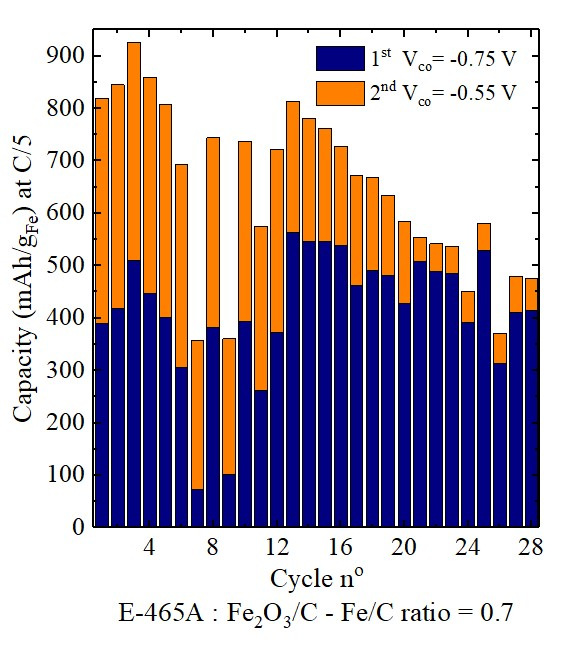 1st Vco= -0.75 V
2nd Vco= -0.55 V
Capacity (mAh/gFe) at C/5
900
800
700
600
500
400
300
200
100
0
4 8 12 16 20 24 28
Cycle nº
E-465A : Fe2O3/C - Fe/C ratio = 0.7